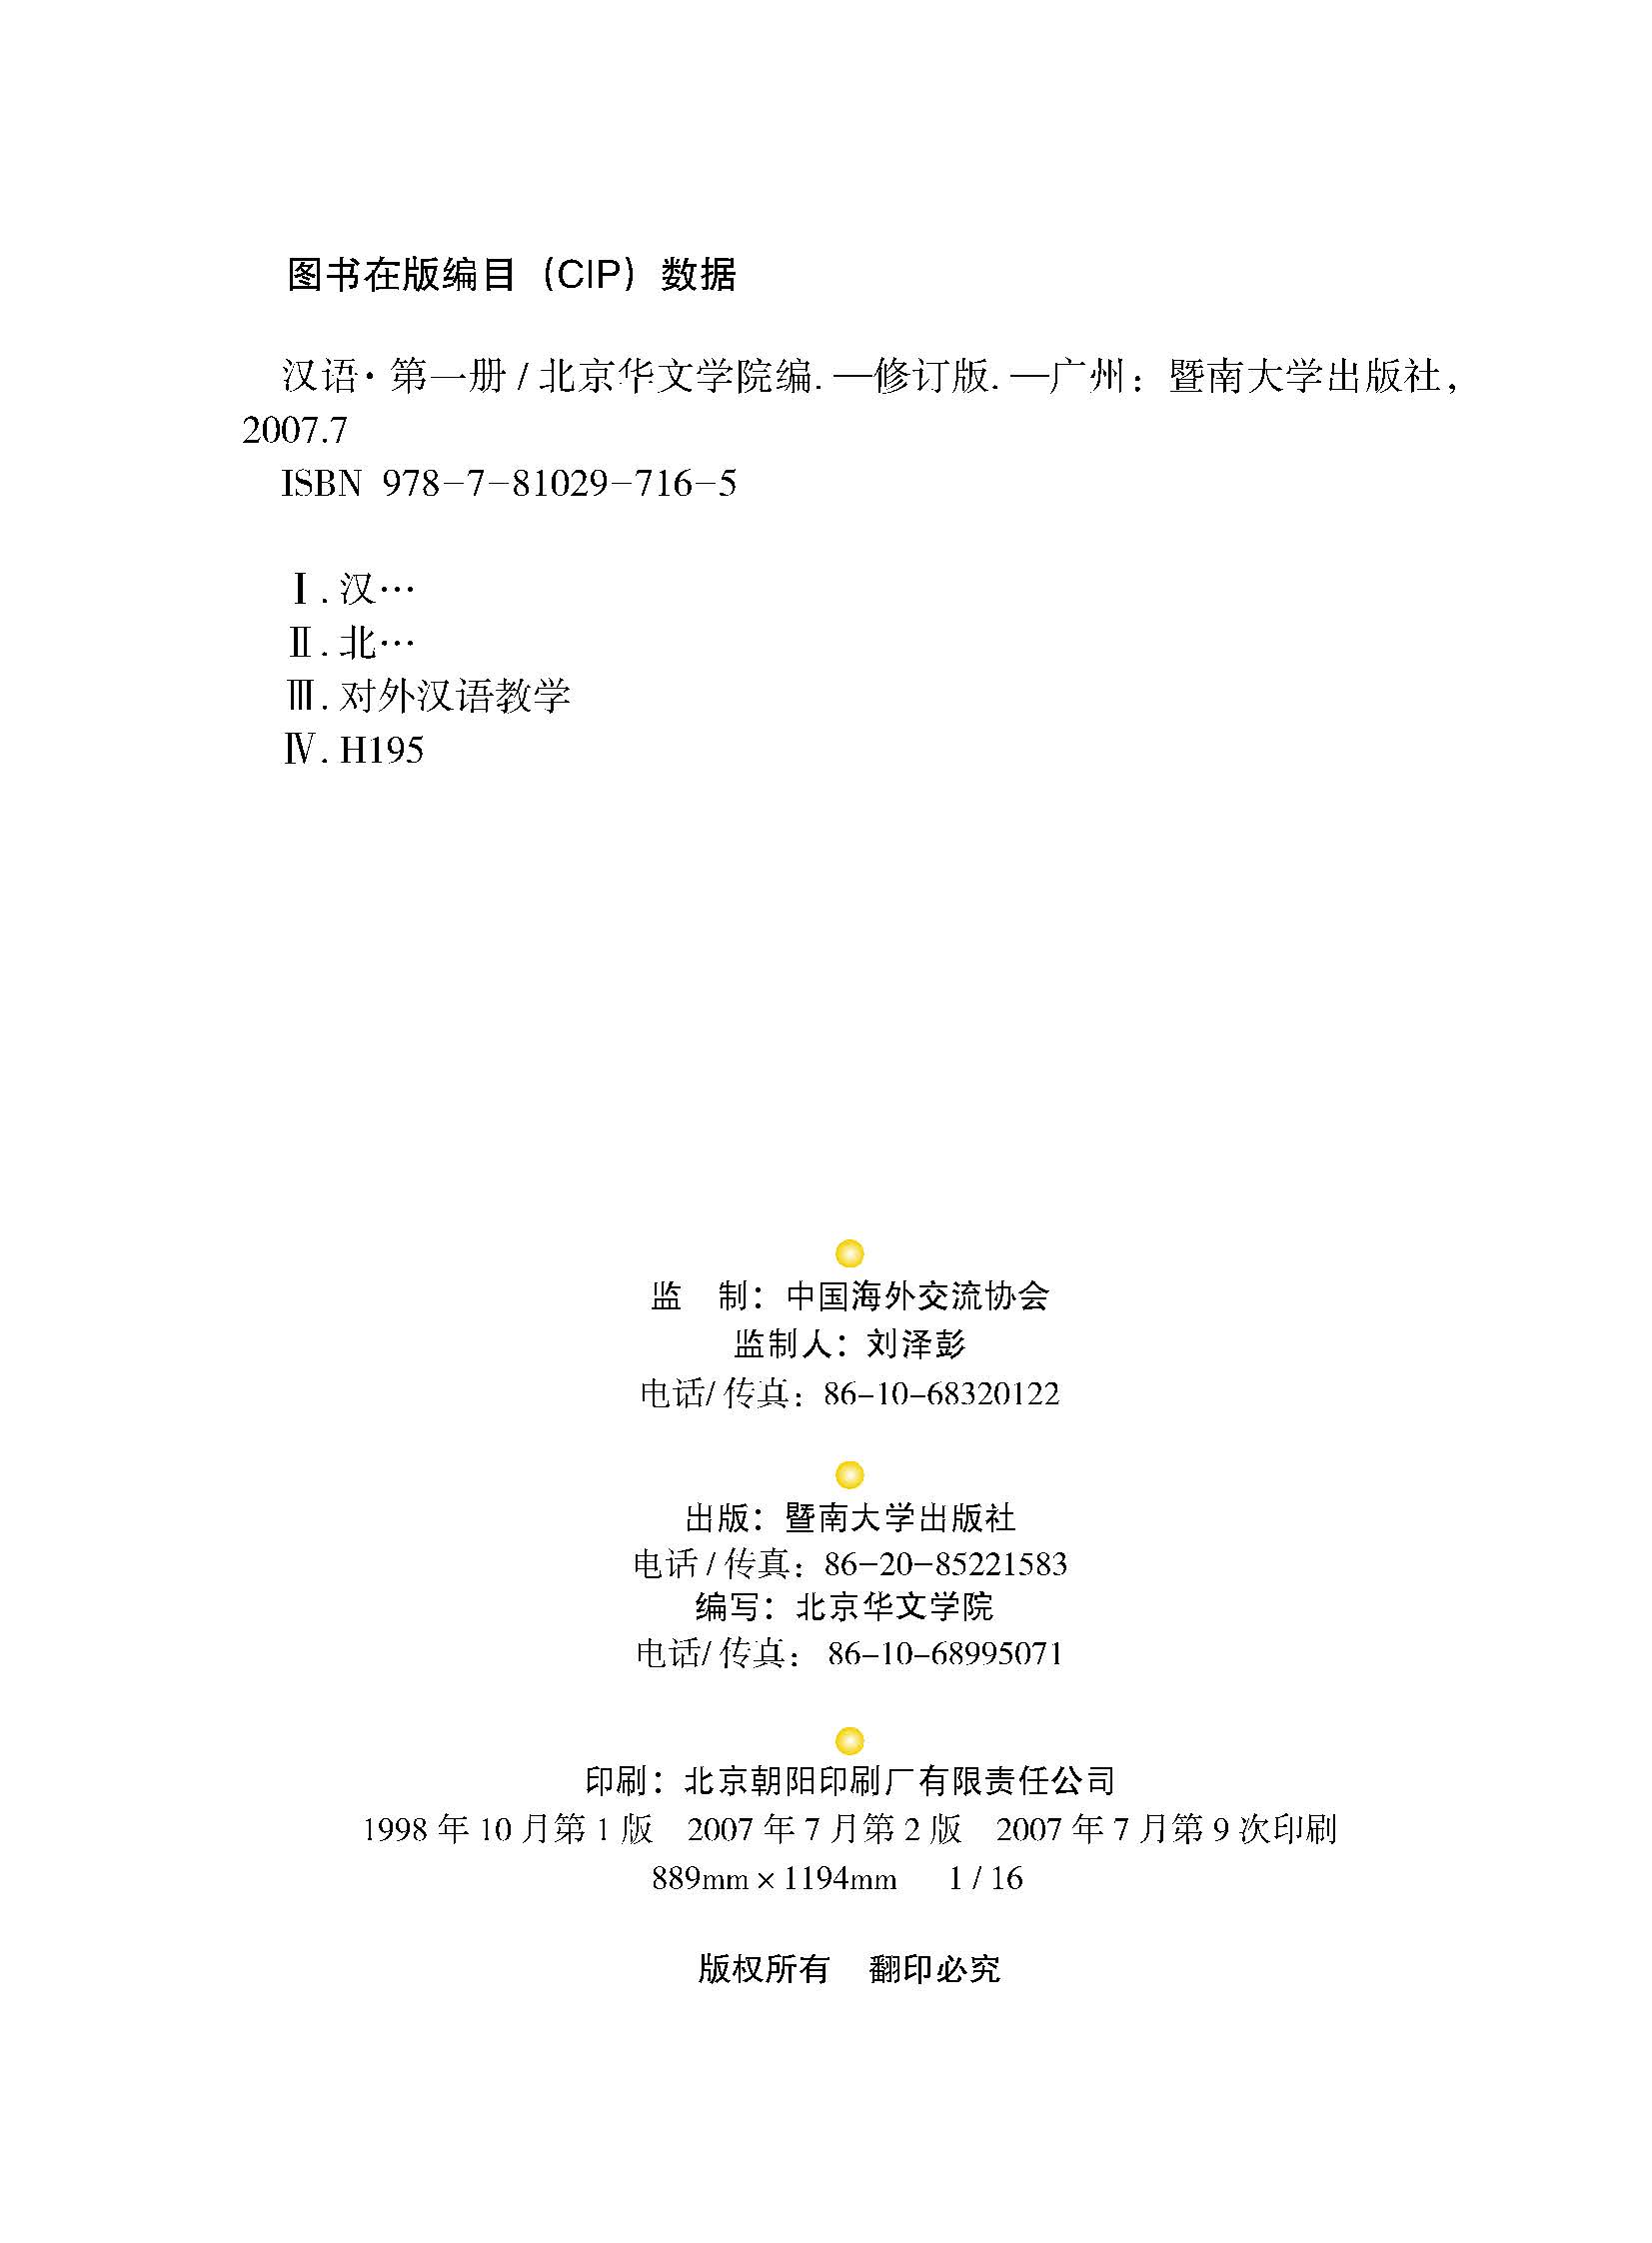 图书在版编目（CIP）数据
汉语·第一册 / 北京华文学院编. —修订版. —广州：暨南大学出版社，
2007.7
ISBN 978-7-81029-716-5
Ⅰ. 汉…
Ⅱ. 北…
Ⅲ. 对外汉语教学
Ⅳ. H195
监　制：中国海外交流协会
监制人：刘泽彭
电话/ 传真：86-10-68320122
出版：暨南大学出版社
电话 / 传真：86-20-85221583
编写：北京华文学院
电话/ 传真： 86-10-68995071
印刷：北京朝阳印刷厂有限责任公司
1998 年 10 月第 1 版　2007 年 7 月第 2 版　2007 年 7 月第 9 次印刷
889mm × 1194mm　1 / 16
版权所有　翻印必究